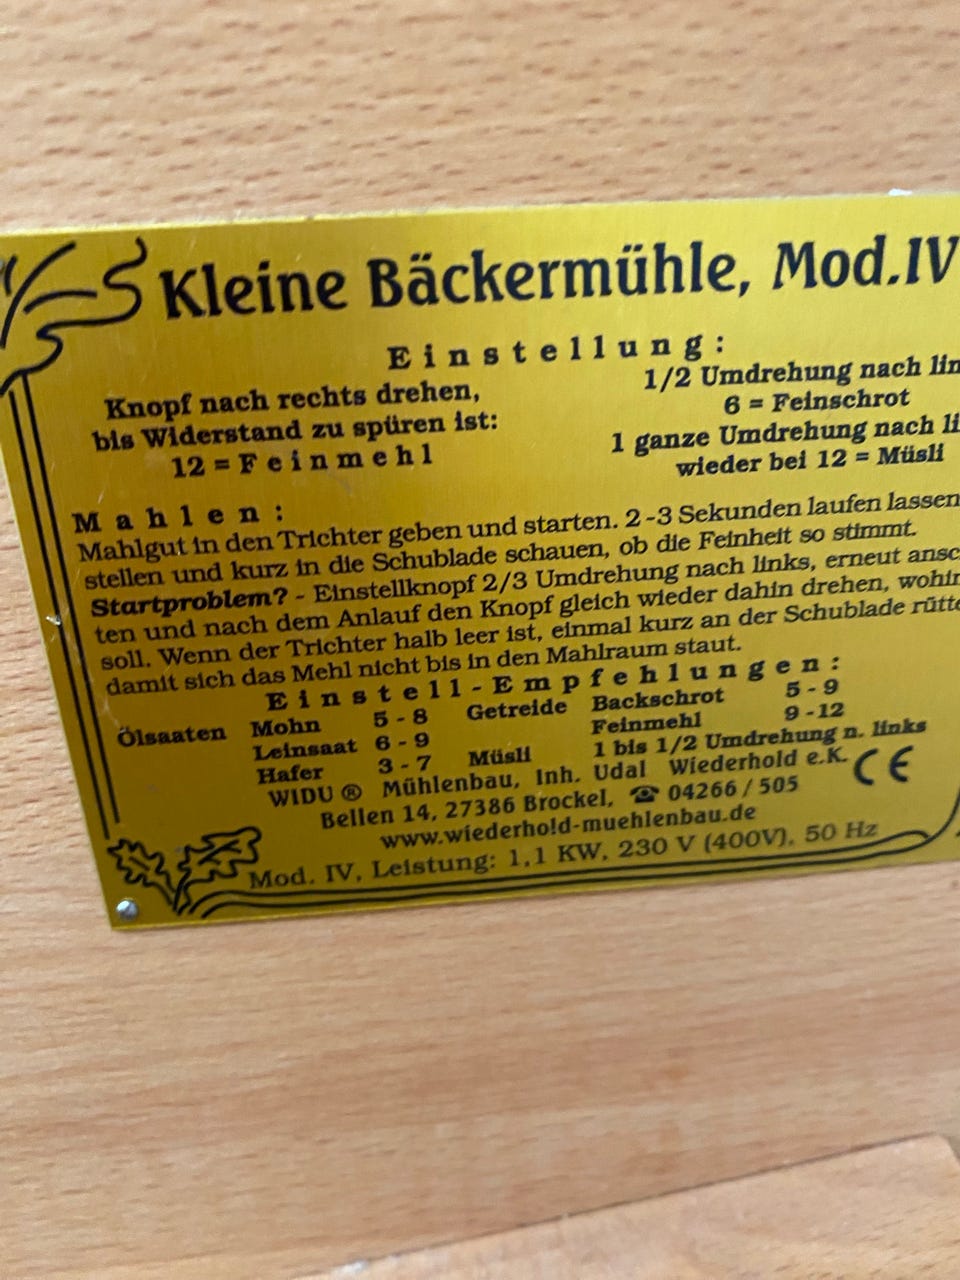 Kleine Bäckermühle, Mod.IV
Einstellung:
Knopf nach rechts drehen,
bis Widerstand zu spüren ist:
12 = Feinmehl
1/2 Umdrehung nach lin
6 = Feinschrot
1 ganze Umdrehung nach li
wieder bei 12 = Müsli
Mahlen:
Mahlgut in den Trichter geben und starten. 2-3 Sekunden laufen lassen
stellen und kurz in die Schublade schauen, ob die Feinheit so stimmt.
Startproblem? - Einstellknopf 2/3 Umdrehung nach links, erneut ansc
ten und nach dem Anlauf den Knopf gleich wieder dahin drehen, wohin
soll. Wenn der Trichter halb leer ist, einmal kurz an der Schublade rütte
damit sich das Mehl nicht bis in den Mahlraum staut.
Einstell-Empfehlungen:
Ölsaaten Mohn 5 - 8 Getreide Backschrot 5 - 9
Leinsaat 6 - 9 Feinmehl 9 - 12
Hafer 3 - 7 Müsli 1 bis 1/2 Umdrehung n. links
WIDU ® Mühlenbau, Inh. Udal Wiederhold e.K. CE
Bellen 14, 27386 Brockel, ☎ 04266 / 505
www.wiederhold-muehlenbau.de
Mod. IV, Leistung: 1,1 KW, 230 V (400V), 50 Hz